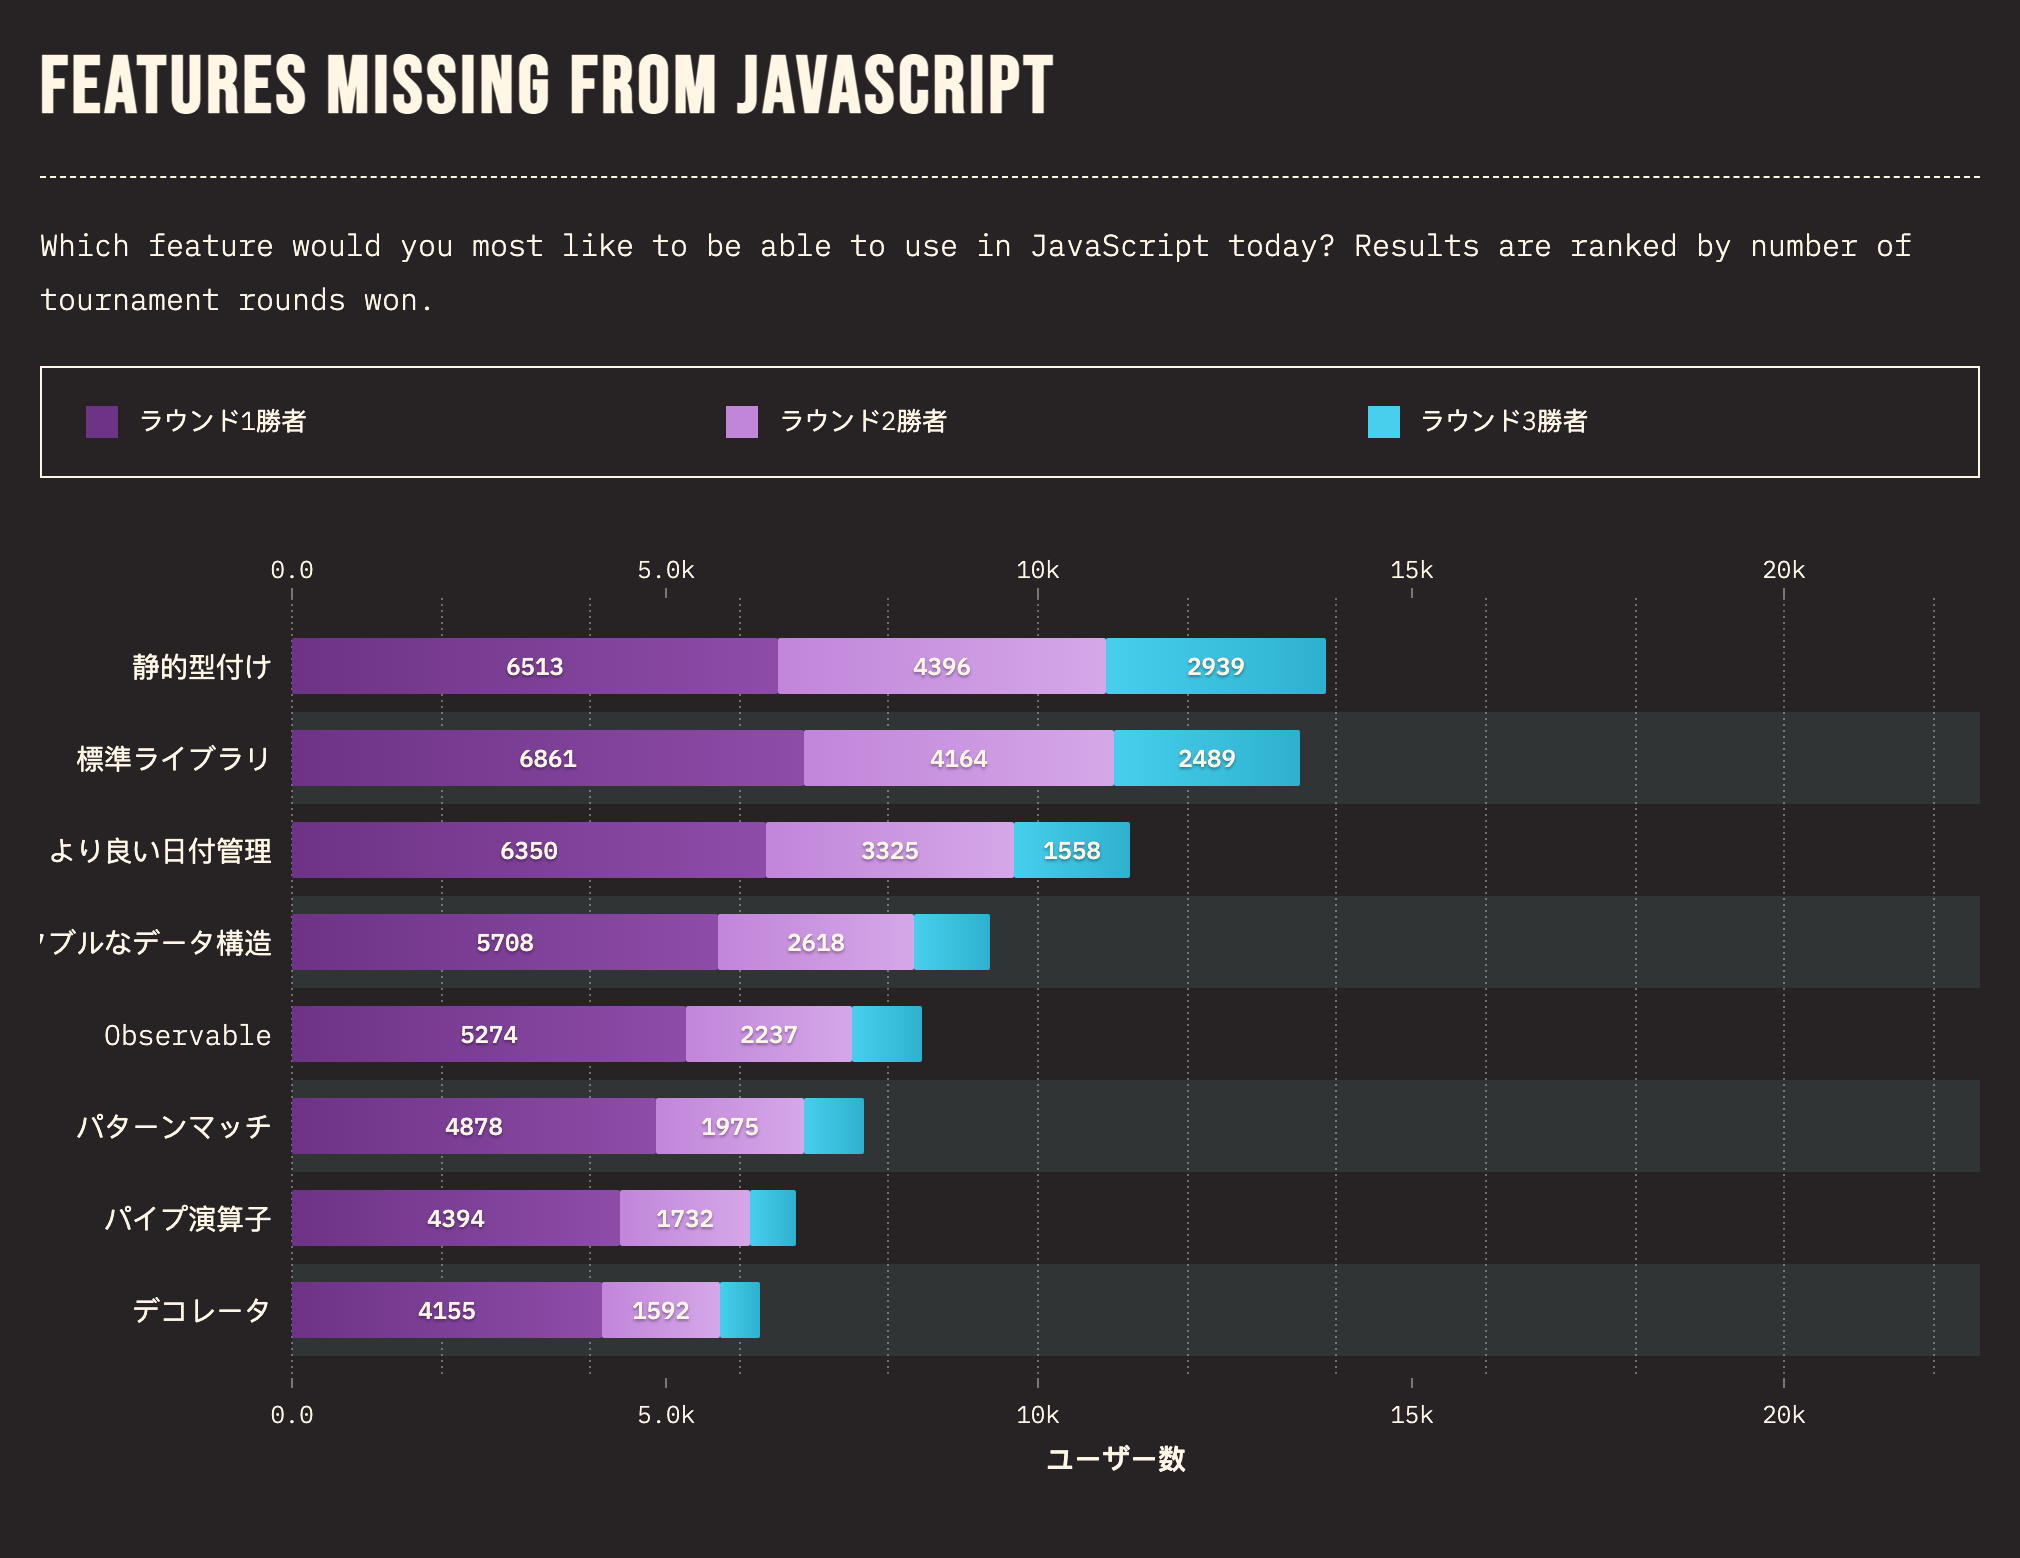 FEATURES MISSING FROM JAVASCRIPT
Which feature would you most like to be able to use in JavaScript today? Results are ranked by number of
tournament rounds won.
ラウンド1勝者 ラウンド2勝者 ラウンド3勝者
0.0 5.0k 10k 15k 20k
静的型付け 6513 4396 2939
標準ライブラリ 6861 4164 2489
より良い日付管理 6350 3325 1558
ブルなデータ構造 5708 2618
Observable 5274 2237
パターンマッチ 4878 1975
パイプ演算子 4394 1732
デコレータ 4155 1592
0.0 5.0k 10k 15k 20k
ユーザー数